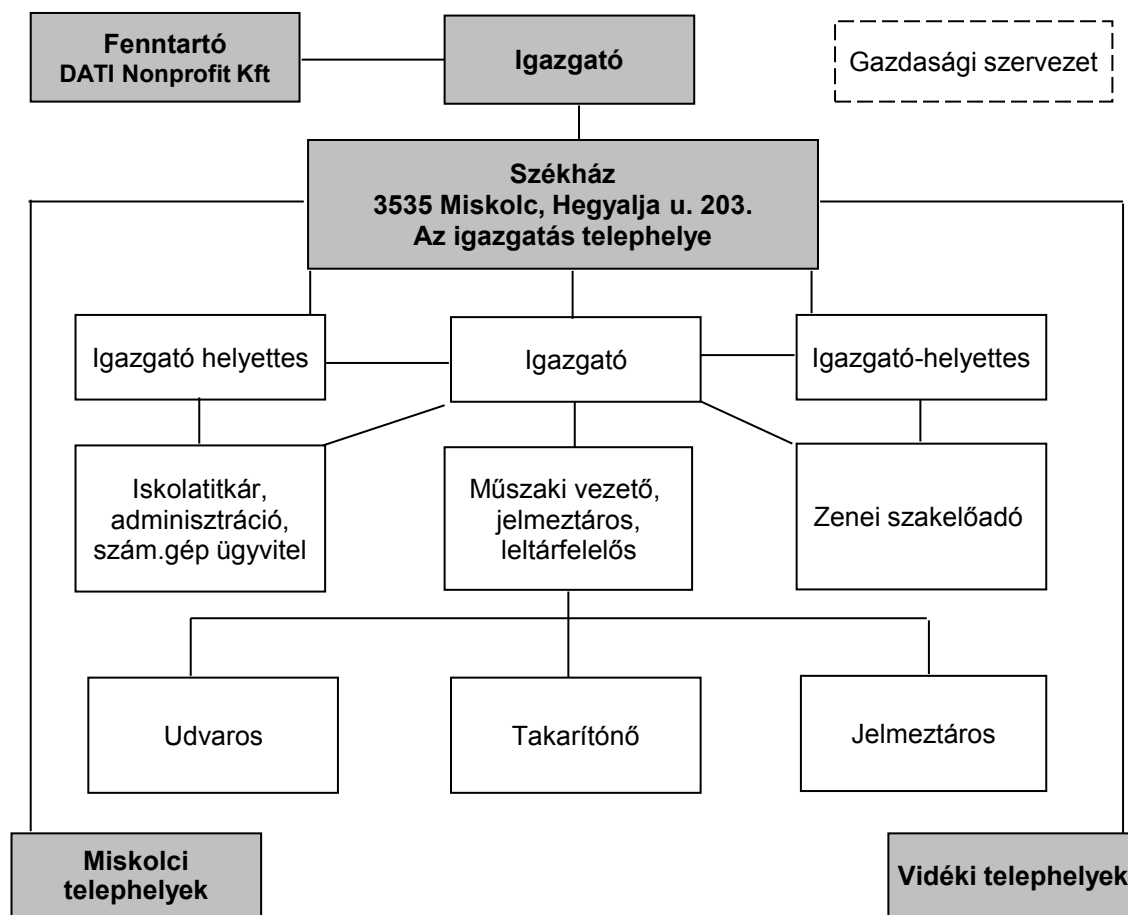 Fenntartó
DATI Nonprofit Kft
Igazgató
Gazdasági szervezet
Székház
3535 Miskolc, Hegyalja u. 203.
Az igazgatás telephelye
Igazgató helyettes
Igazgató
Igazgató-helyettes
Iskolatitkár,
adminisztráció,
szám.gép ügyvitel
Műszaki vezető,
jelmeztáros,
leltárfelelős
Zenei szakelőadó
Udvaros
Takarítónő
Jelmeztáros
Miskolci
telephelyek
Vidéki telephelyek